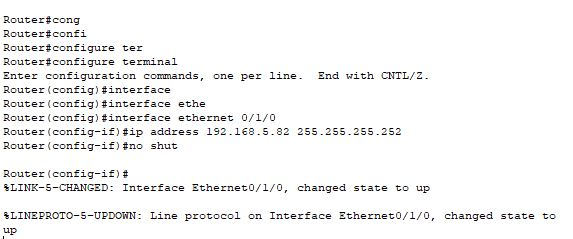 Router#cong
Router#confi
Router#configure ter
Router#configure terminal
Enter configuration commands, one per line.  End with CNTL/Z.
Router(config)#interface
Router(config)#interface ethe
Router(config)#interface ethernet 0/1/0
Router(config-if)#ip address 192.168.5.82 255.255.255.252
Router(config-if)#no shut
Router(config-if)#
%LINK-5-CHANGED: Interface Ethernet0/1/0, changed state to up
%LINEPROTO-5-UPDOWN: Line protocol on Interface Ethernet0/1/0, changed state to
up